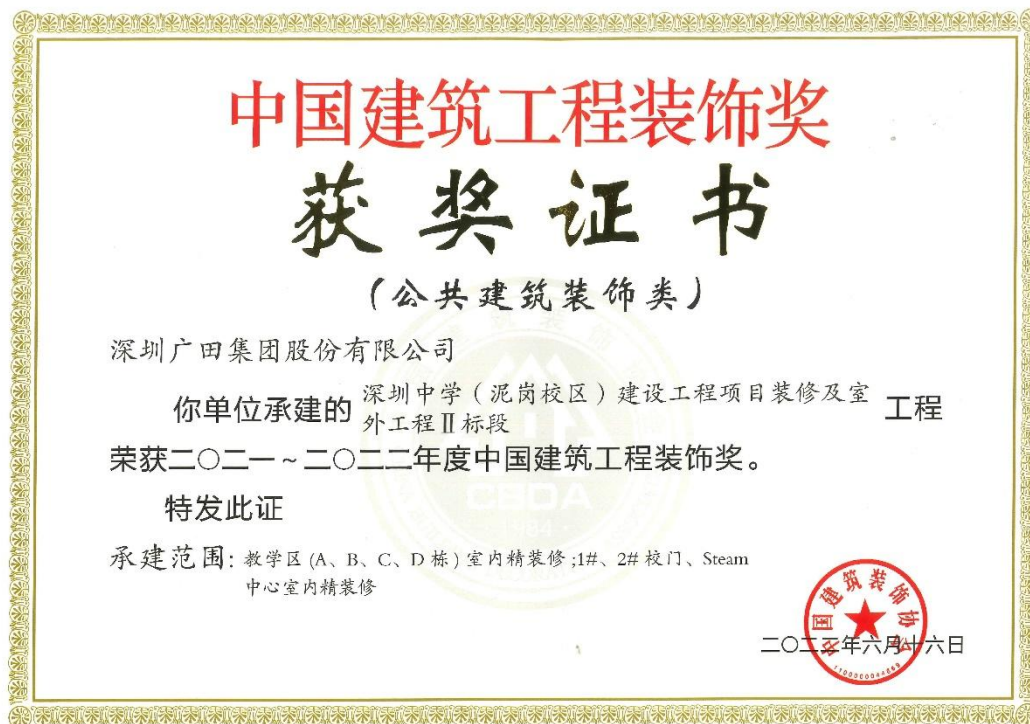 中国建筑工程装饰奖
获奖证书
(公共建筑装饰类)
深圳广田集团股份有限公司
你单位承建的 深圳中学(泥岗校区)建设工程项目装修及室 工程
外工程Ⅱ标段
荣获二〇二一~二〇二二年度中国建筑工程装饰奖。
特发此证
承建范围: 教学区(A、B、C、D栋)室内精装修;1#、2#校门、Steam
中心室内精装修
中国建筑装饰协会
年六月十六日
CBDA
1984